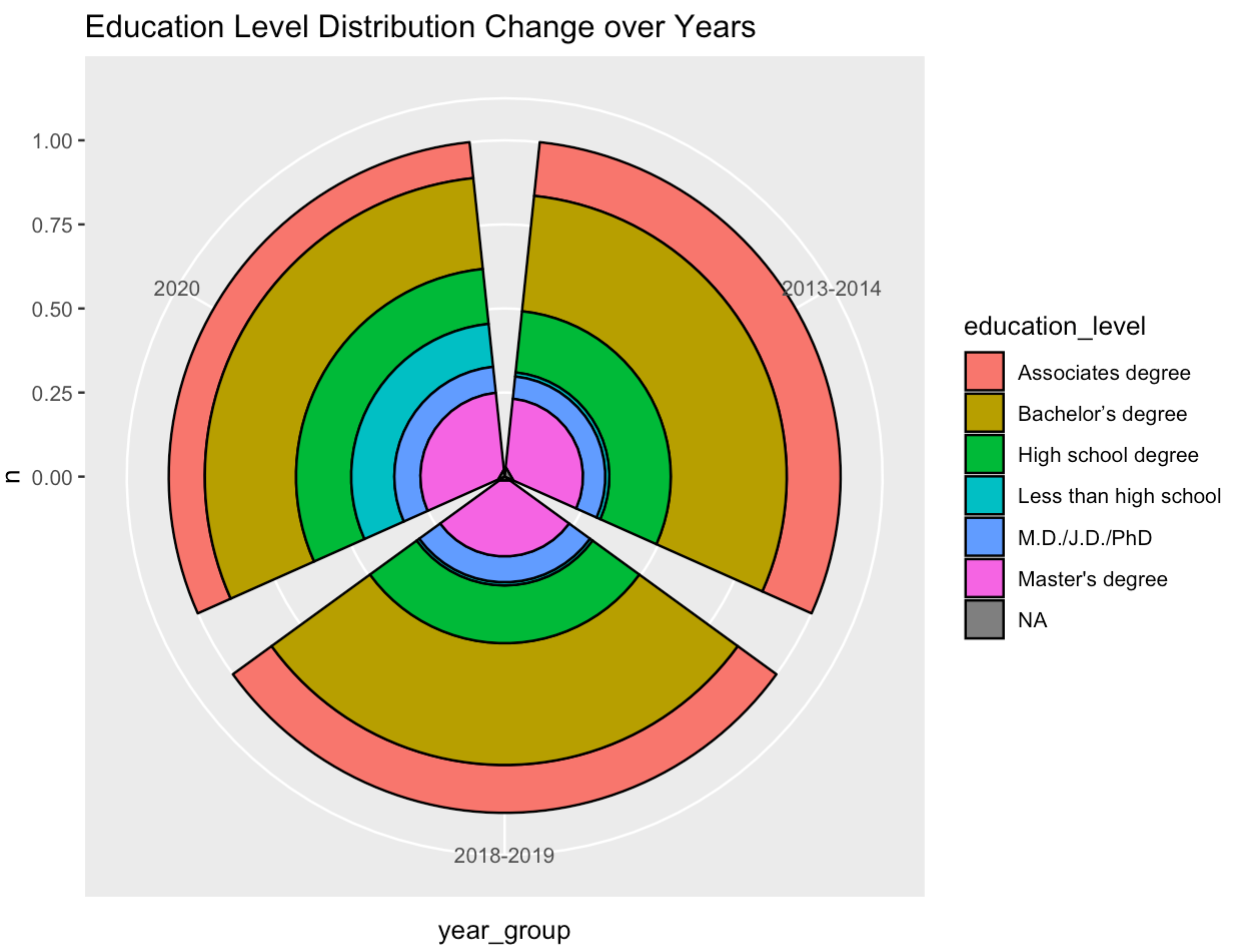 Education Level Distribution Change over Years
1.00
0.75
0.50
0.25
0.00
n
2020
2013-2014
2018-2019
year_group
education_level
Associates degree
Bachelor’s degree
High school degree
Less than high school
M.D./J.D./PhD
Master's degree
NA